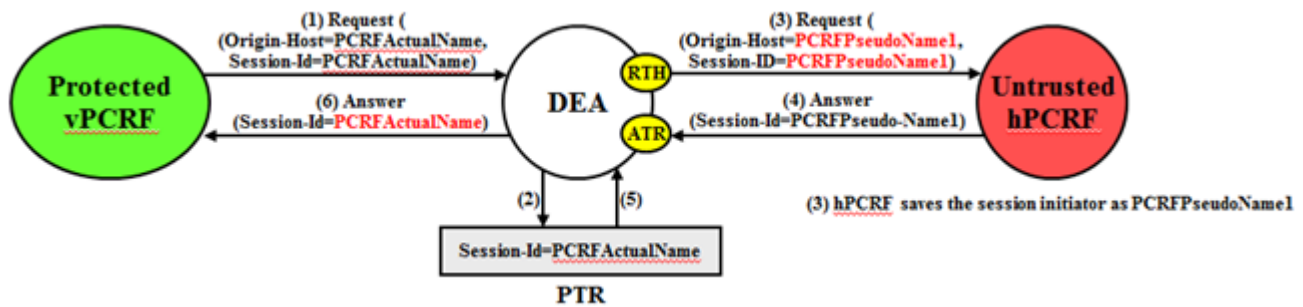 (1) Request (
(Origin-Host=PCRFActualName,
Session-Id=PCRFActualName)
(3) Request (
(Origin-Host=PCRFPseudoName1,
Session-ID=PCRFPseudoName1)
Protected
vPCRF
DEA
RTH
ATR
Untrusted
hPCRF
(6) Answer
(Session-Id=PCRFActualName)
(4) Answer
(Session-Id=PCRFPseudo-Name1)
(2)
(5)
(3) hPCRF saves the session initiator as PCRFPseudoName1
Session-Id=PCRFActualName
PTR